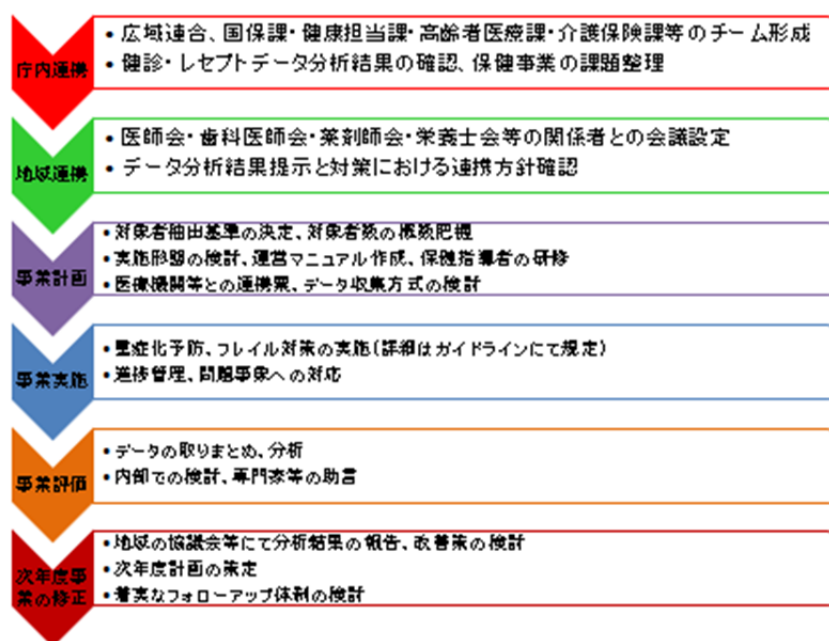 庁内連携
• 広域連合、国保課・健康担当課・高齢者医療課・介護保険課等のチーム形成
• 健診・レセプトデータ分析結果の確認、保健事業の課題整理
地域連携
• 医師会・歯科医師会・薬剤師会・栄養士会等の関係者との会議設定
• データ分析結果提示と対策における連携方針確認
事業計画
• 対象者抽出基準の決定、対象者数の概数把握
• 実施形態の検討、運営マニュアル作成、保健指導者の研修
• 医療機関等との連携票、データ収集方式の検討
事業実施
• 重症化予防、フレイル対策の実施(詳細はガイドラインにて規定)
• 進捗管理、問題事象への対応
事業評価
• データの取りまとめ、分析
• 内部での検討、専門家等の助言
次年度事
業の修正
• 地域の協議会等にて分析結果の報告、改善策の検討
• 次年度計画の策定
• 着実なフォローアップ体制の検討